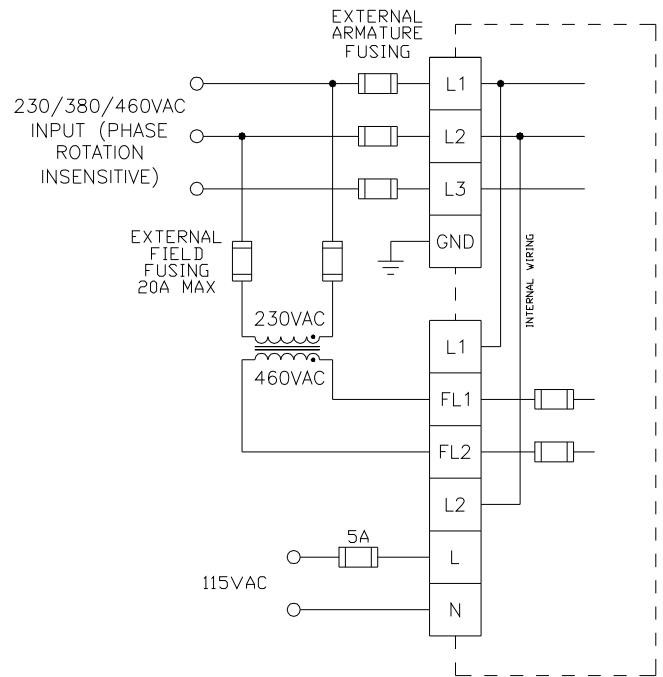 EXTERNAL
ARMATURE
FUSING
230/380/460VAC
INPUT (PHASE
ROTATION
INSENSITIVE)
L1
L2
L3
GND
EXTERNAL
FIELD
FUSING
20A MAX
INTERNAL WIRING
230VAC
460VAC
L1
FL1
FL2
L2
5A
L
115VAC
N